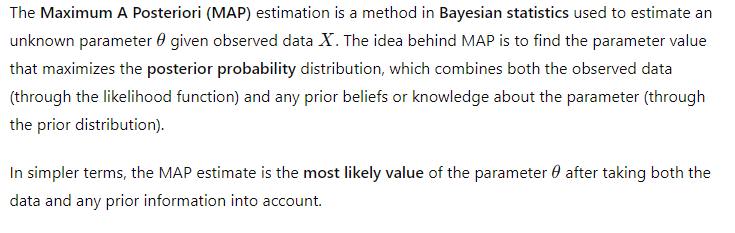 The Maximum A Posteriori (MAP) estimation is a method in Bayesian statistics used to estimate an
unknown parameter θ given observed data X. The idea behind MAP is to find the parameter value
that maximizes the posterior probability distribution, which combines both the observed data
(through the likelihood function) and any prior beliefs or knowledge about the parameter (through
the prior distribution).
In simpler terms, the MAP estimate is the most likely value of the parameter θ after taking both the
data and any prior information into account.